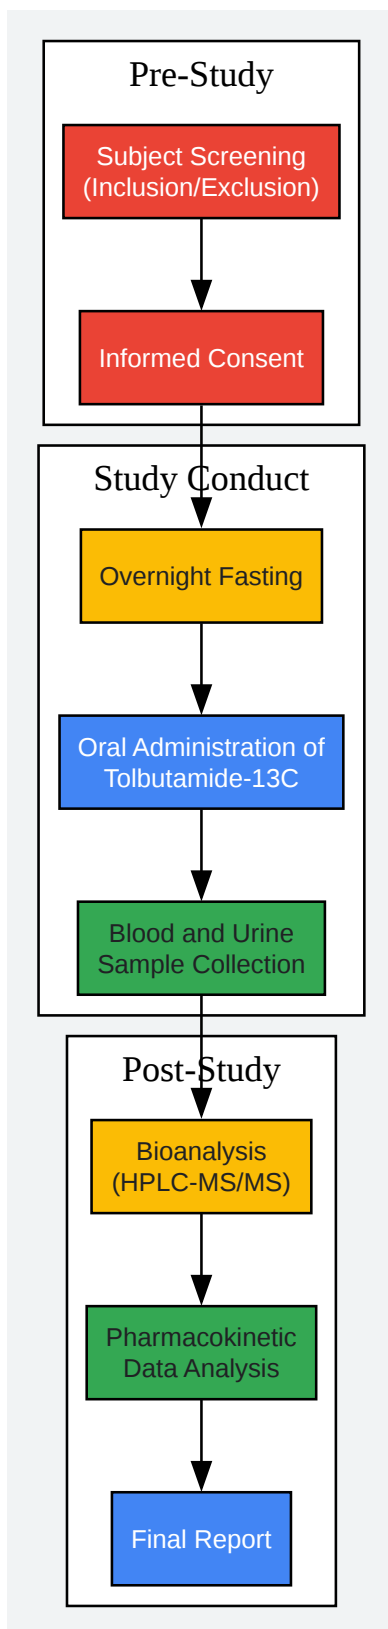 Pre-Study
Subject Screening
(Inclusion/Exclusion)
Informed Consent
Study Conduct
Overnight Fasting
Oral Administration of
Tolbutamide-13C
Blood and Urine
Sample Collection
Post-Study
Bioanalysis
(HPLC-MS/MS)
Pharmacokinetic
Data Analysis
Final Report